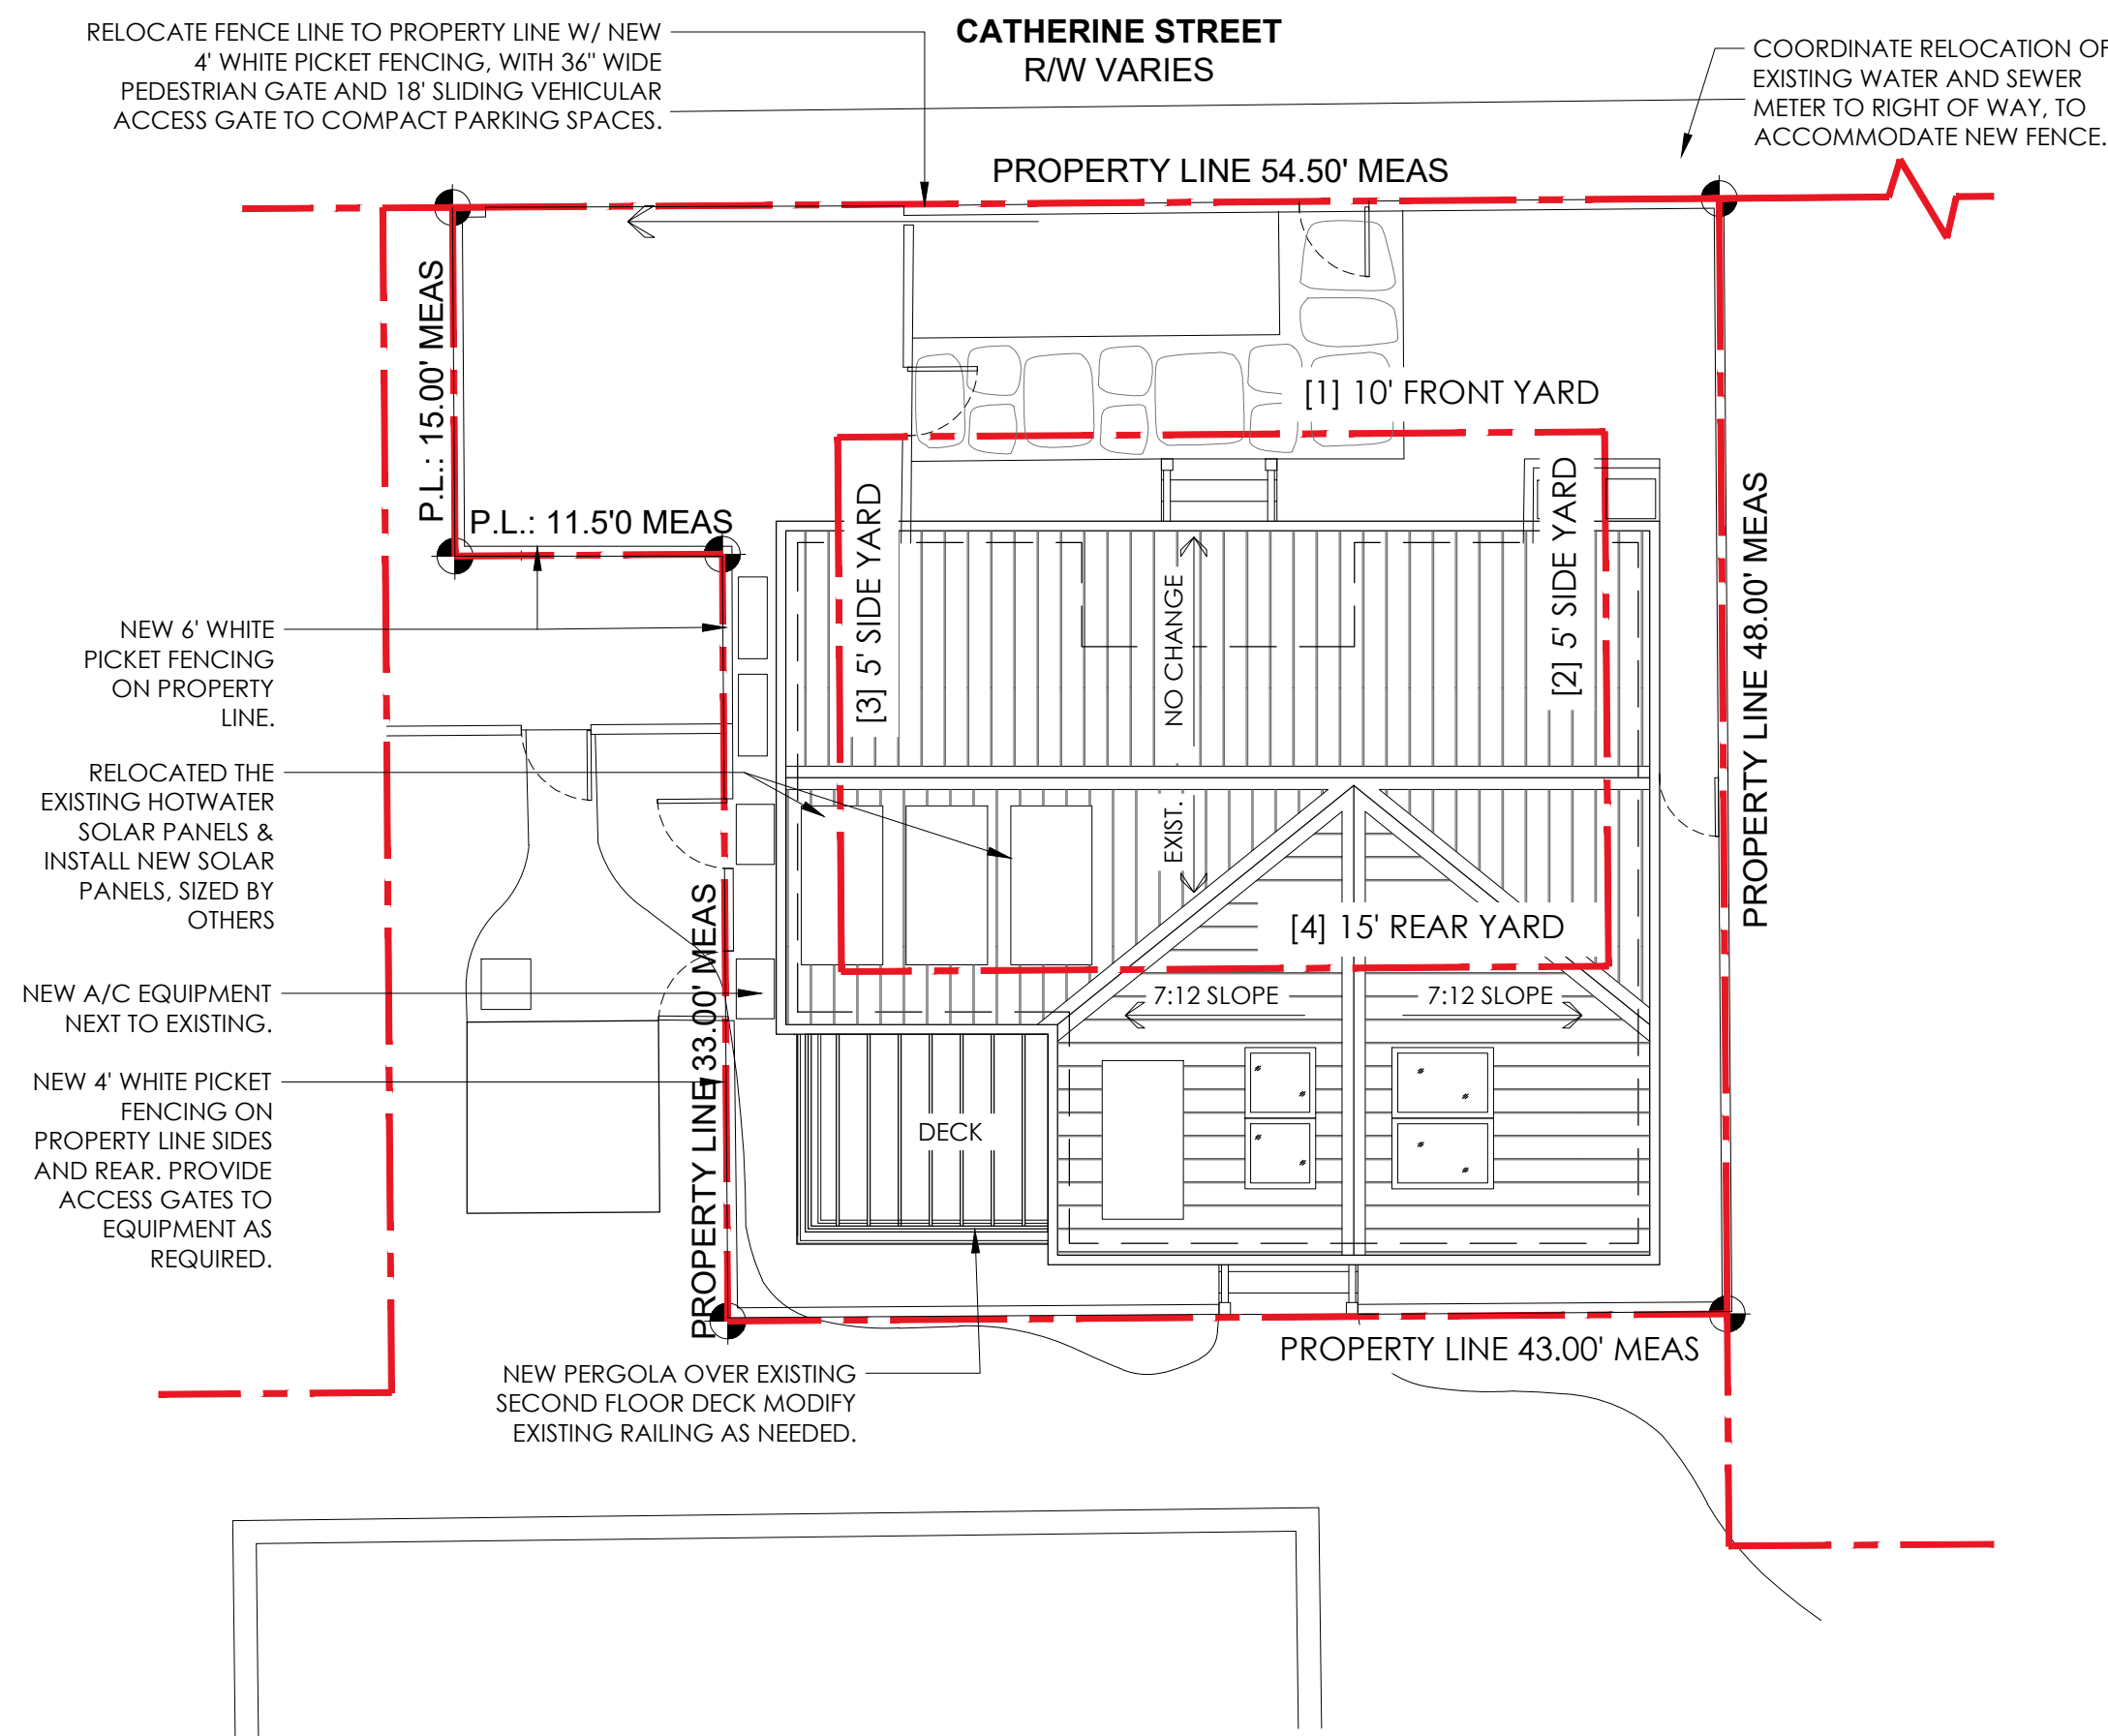 RELOCATE FENCE LINE TO PROPERTY LINE W/ NEW
4' WHITE PICKET FENCING, WITH 36" WIDE
PEDESTRIAN GATE AND 18' SLIDING VEHICULAR
ACCESS GATE TO COMPACT PARKING SPACES.
CATHERINE STREET
R/W VARIES
COORDINATE RELOCATION OF
EXISTING WATER AND SEWER
METER TO RIGHT OF WAY, TO
ACCOMMODATE NEW FENCE.
PROPERTY LINE 54.50' MEAS
P.L.: 15.00' MEAS
P.L.: 11.5'0 MEAS
[1] 10' FRONT YARD
[3] 5' SIDE YARD
[2] 5' SIDE YARD
PROPERTY LINE 48.00' MEAS
NO CHANGE
EXIST.
NEW 6' WHITE
PICKET FENCING
ON PROPERTY
LINE.
RELOCATED THE
EXISTING HOTWATER
SOLAR PANELS &
INSTALL NEW SOLAR
PANELS, SIZED BY
OTHERS
[4] 15' REAR YARD
7:12 SLOPE
7:12 SLOPE
NEW A/C EQUIPMENT
NEXT TO EXISTING.
PROPERTY LINE 33.00' MEAS
NEW 4' WHITE PICKET
FENCING ON
PROPERTY LINE SIDES
AND REAR. PROVIDE
ACCESS GATES TO
EQUIPMENT AS
REQUIRED.
DECK
PROPERTY LINE 43.00' MEAS
NEW PERGOLA OVER EXISTING
SECOND FLOOR DECK MODIFY
EXISTING RAILING AS NEEDED.